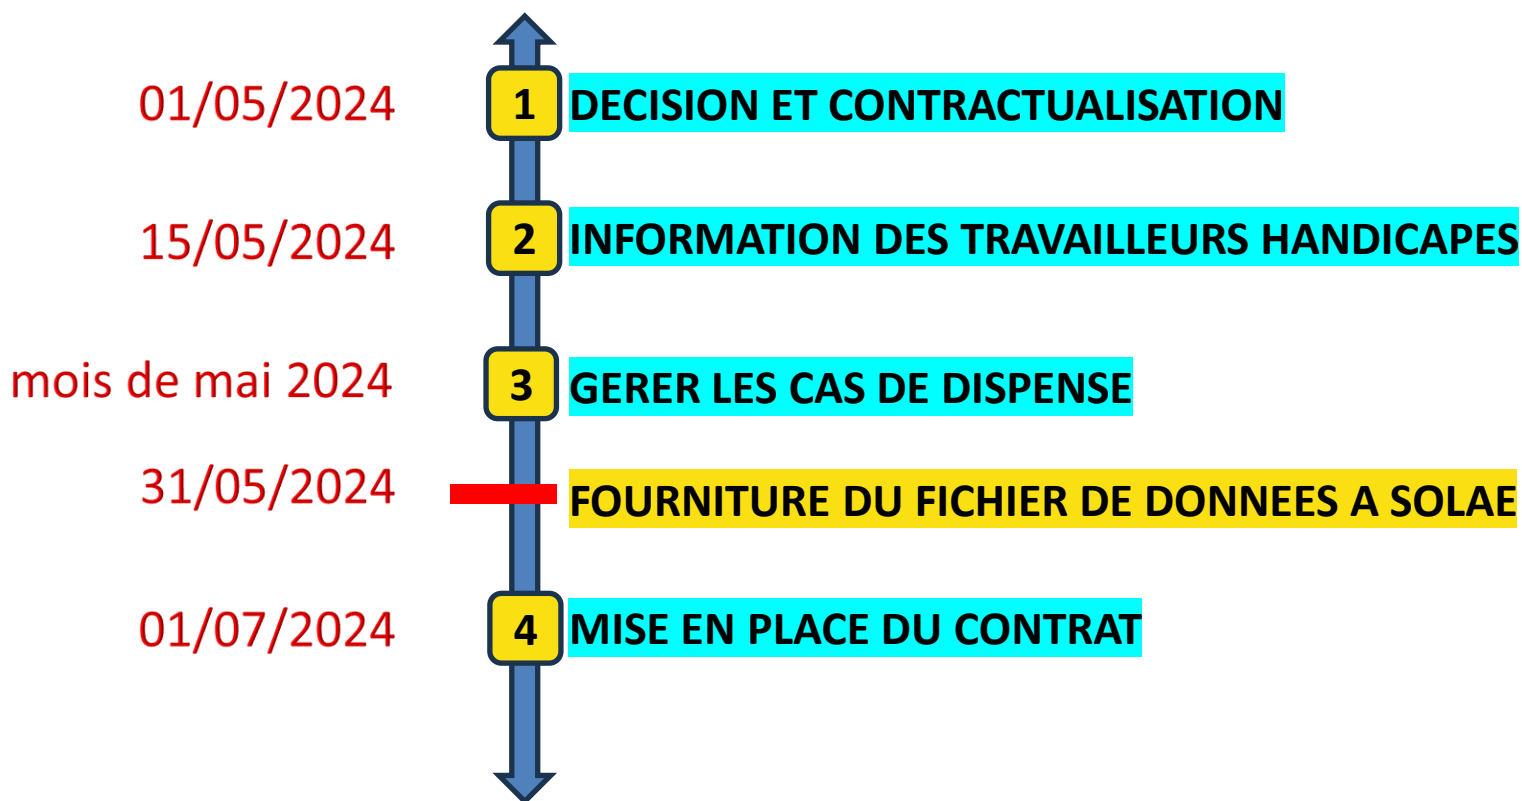 01/05/2024 1 DECISION ET CONTRACTUALISATION
15/05/2024 2 INFORMATION DES TRAVAILLEURS HANDICAPES
mois de mai 2024 3 GERER LES CAS DE DISPENSE
31/05/2024 FOURNITURE DU FICHIER DE DONNEES A SOLAE
01/07/2024 4 MISE EN PLACE DU CONTRAT